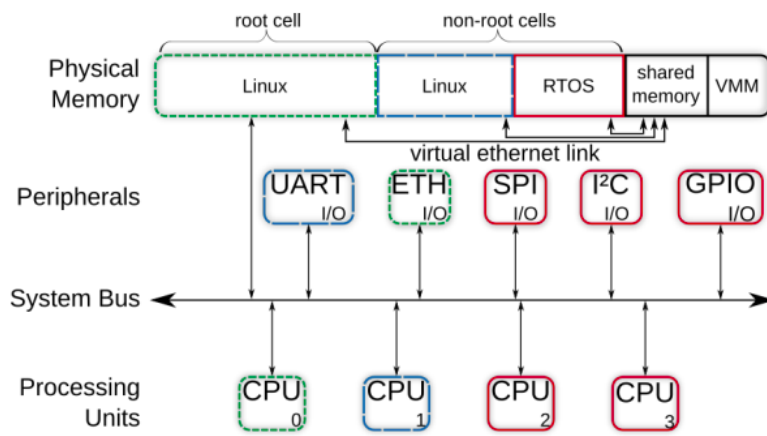 root cell
non-root cells
Physical
Memory
Linux
Linux
RTOS
shared
memory
VMM
virtual ethernet link
Peripherals
UART
I/O
ETH
I/O
SPI
I/O
I²C
I/O
GPIO
I/O
System Bus
Processing
Units
CPU
0
CPU
1
CPU
2
CPU
3